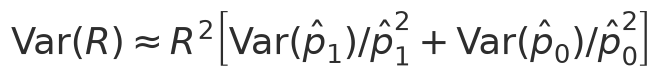 Var(R) ≈ R²[Var(p̂₁)/p̂₁² + Var(p̂₀)/p̂₀²]